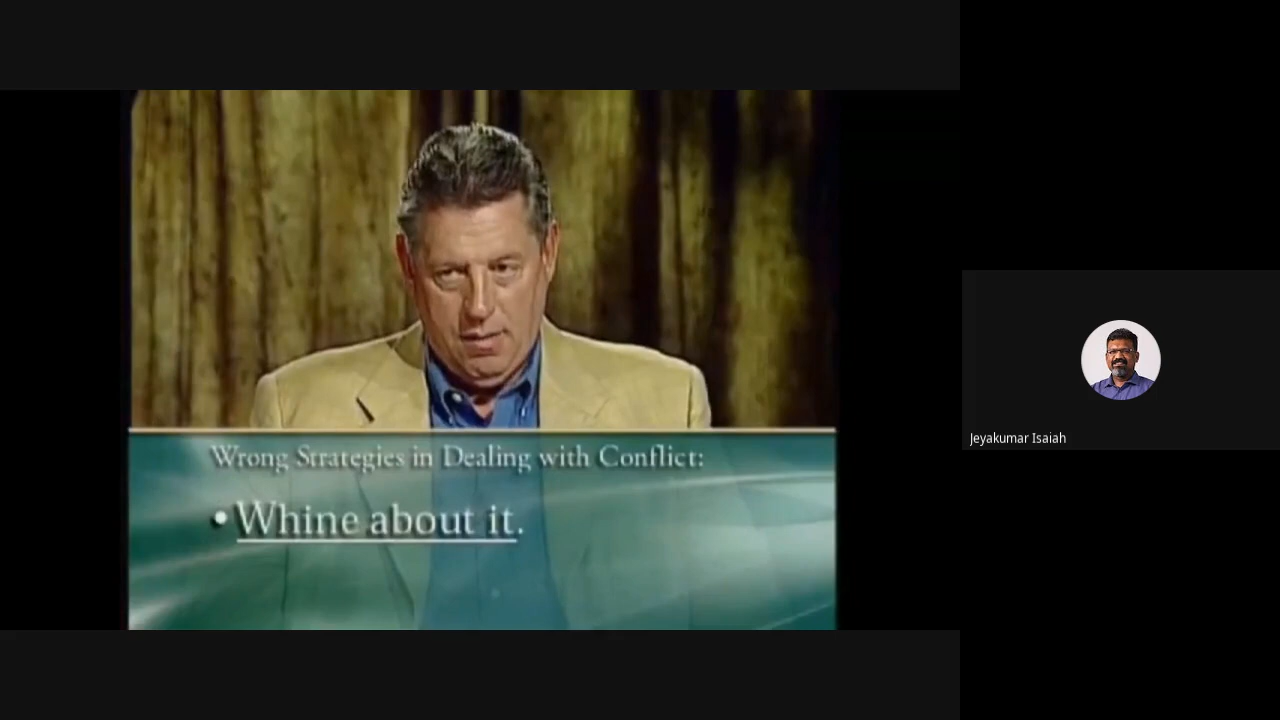 Wrong Strategies in Dealing with Conflict:
• Whine about it.
Jeyakumar Isaiah